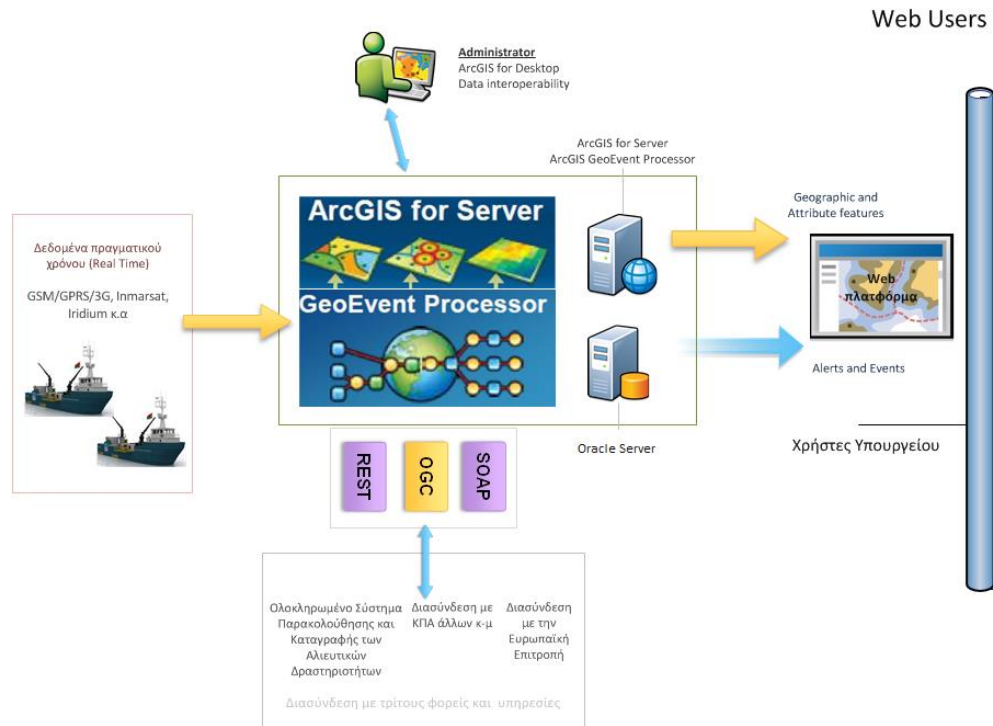 Web Users
Administrator
ArcGIS for Desktop
Data interoperability
ArcGIS for Server
ArcGIS GeoEvent Processor
ArcGIS for Server
GeoEvent Processor
Geographic and
Attribute features
Δεδομένα πραγματικού
χρόνου (Real Time)
GSM/GPRS/3G, Inmarsat,
Iridium κ.α
Web
πλατφόρμα
Alerts and Events
Oracle Server
Χρήστες Υπουργείου
REST
OGC
SOAP
Ολοκληρωμένο Σύστημα
Παρακολούθησης και
Καταγραφής των
Αλιευτικών
Δραστηριοτήτων
Διασύνδεση με
ΚΠΑ άλλων κ-μ
Διασύνδεση
με την
Ευρωπαϊκή
Επιτροπή
Διασύνδεση με τρίτους φορείς και υπηρεσίες